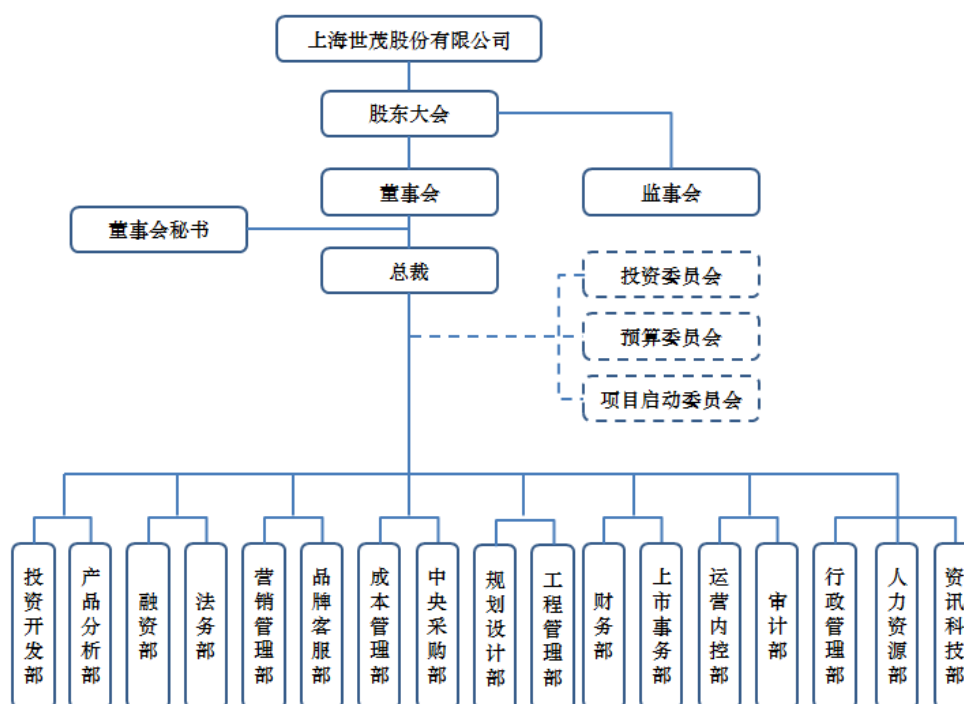 上海世茂股份有限公司
股东大会
董事会
监事会
董事会秘书
总裁
投资委员会
预算委员会
项目启动委员会
投资开发部
产品分析部
融资部
法务部
营销管理部
品牌客服部
成本管理部
中央采购部
规划设计部
工程管理部
财务部
上市事务部
运营内控部
审计部
行政管理部
人力资源部
资讯科技部